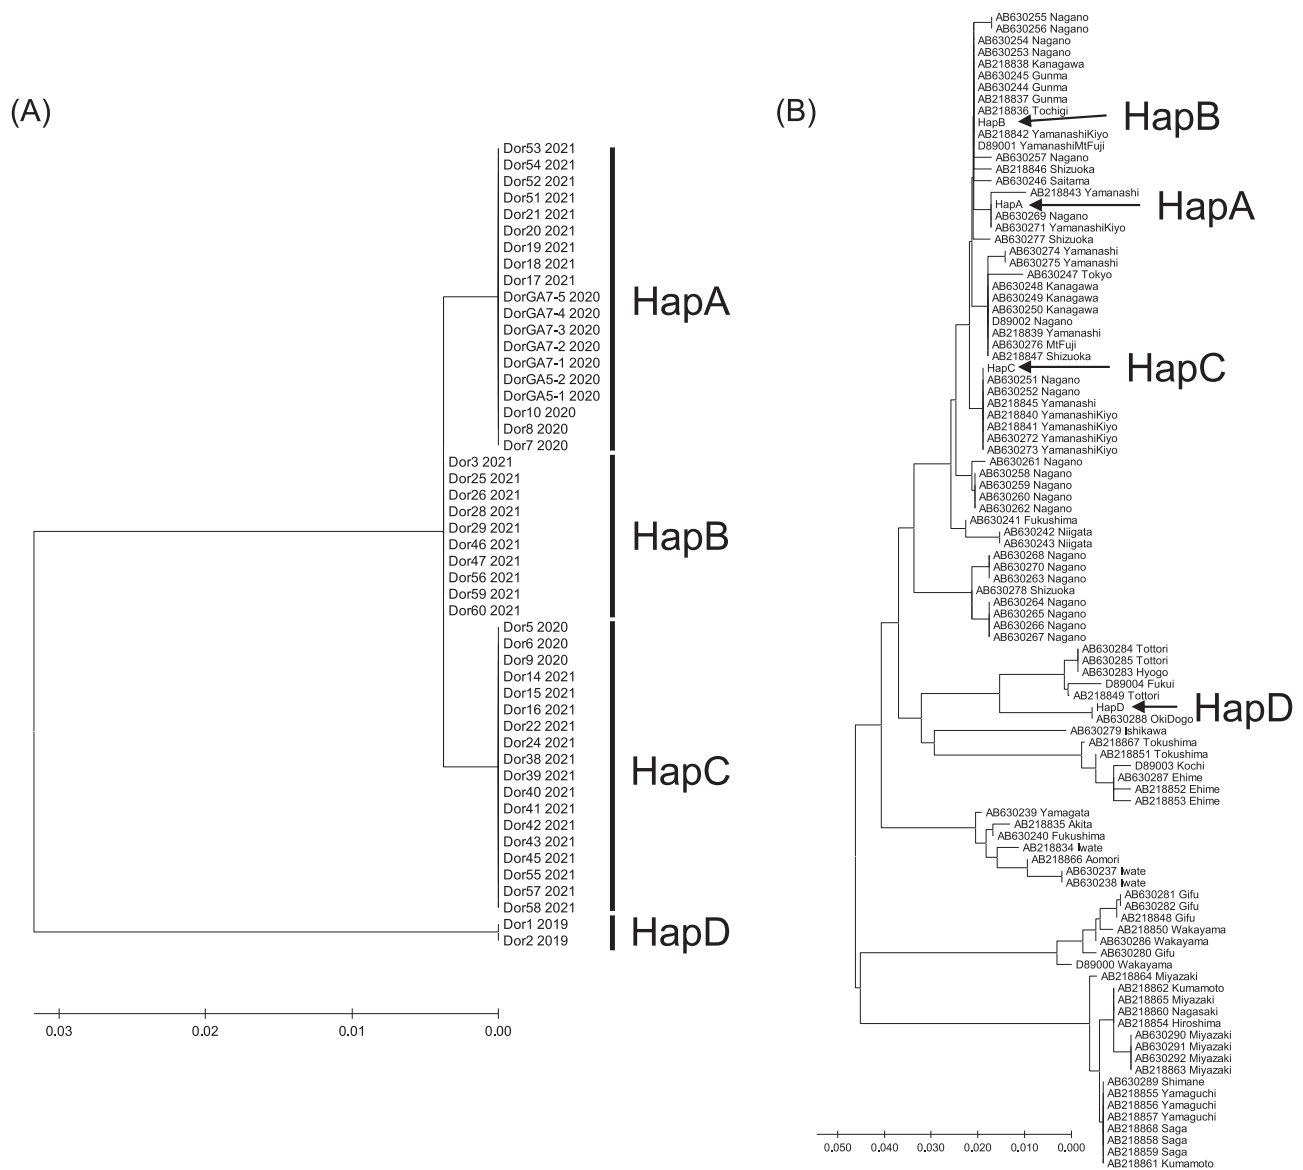 (A)
Dor53 2021
Dor54 2021
Dor52 2021
Dor51 2021
Dor21 2021
Dor20 2021
Dor19 2021
Dor18 2021
Dor17 2021
DorGA7-5 2020
DorGA7-4 2020
DorGA7-3 2020
DorGA7-2 2020
DorGA7-1 2020
DorGA5-2 2020
DorGA5-1 2020
Dor10 2020
Dor8 2020
Dor7 2020
HapA
Dor3 2021
Dor25 2021
Dor26 2021
Dor28 2021
Dor29 2021
Dor46 2021
Dor47 2021
Dor56 2021
Dor59 2021
Dor60 2021
HapB
Dor5 2020
Dor6 2020
Dor9 2020
Dor14 2021
Dor15 2021
Dor16 2021
Dor22 2021
Dor24 2021
Dor38 2021
Dor39 2021
Dor40 2021
Dor41 2021
Dor42 2021
Dor43 2021
Dor45 2021
Dor55 2021
Dor57 2021
Dor58 2021
HapC
Dor1 2019
Dor2 2019
HapD
0.03 0.02 0.01 0.00
(B)
AB630255 Nagano
AB630256 Nagano
AB630254 Nagano
AB630253 Nagano
AB218838 Kanagawa
AB630245 Gunma
AB630244 Gunma
AB218837 Gunma
AB218836 Tochigi
HapB
HapB
AB218842 YamanashiKiyo
D89001 YamanashiMtFuji
AB630257 Nagano
AB218846 Shizuoka
AB630246 Saitama
AB218843 Yamanashi
HapA
HapA
AB630269 Nagano
AB630271 YamanashiKiyo
AB630277 Shizuoka
AB630274 Yamanashi
AB630275 Yamanashi
AB630247 Tokyo
AB630248 Kanagawa
AB630249 Kanagawa
AB630250 Kanagawa
D89002 Nagano
AB218839 Yamanashi
AB630276 MtFuji
AB218847 Shizuoka
HapC
HapC
AB630251 Nagano
AB630252 Nagano
AB218845 Yamanashi
AB218840 YamanashiKiyo
AB218841 YamanashiKiyo
AB630272 YamanashiKiyo
AB630273 YamanashiKiyo
AB630261 Nagano
AB630258 Nagano
AB630259 Nagano
AB630260 Nagano
AB630262 Nagano
AB630241 Fukushima
AB630242 Niigata
AB630243 Niigata
AB630268 Nagano
AB630270 Nagano
AB630263 Nagano
AB630278 Shizuoka
AB630264 Nagano
AB630265 Nagano
AB630266 Nagano
AB630267 Nagano
AB630284 Tottori
AB630285 Tottori
AB630283 Hyogo
D89004 Fukui
AB218849 Tottori
HapD
HapD
AB630288 OkiDogo
AB630279 Ishikawa
AB218867 Tokushima
AB218851 Tokushima
D89003 Kochi
AB630287 Ehime
AB218852 Ehime
AB218853 Ehime
AB630239 Yamagata
AB218835 Akita
AB630240 Fukushima
AB218834 Iwate
AB218866 Aomori
AB630237 Iwate
AB630238 Iwate
AB630281 Gifu
AB630282 Gifu
AB218848 Gifu
AB218850 Wakayama
AB630286 Wakayama
AB630280 Gifu
D89000 Wakayama
AB218864 Miyazaki
AB218862 Kumamoto
AB218865 Miyazaki
AB218860 Nagasaki
AB218854 Hiroshima
AB630290 Miyazaki
AB630291 Miyazaki
AB630292 Miyazaki
AB218863 Miyazaki
AB630289 Shimane
AB218855 Yamaguchi
AB218856 Yamaguchi
AB218857 Yamaguchi
AB218868 Saga
AB218858 Saga
AB218859 Saga
AB218861 Kumamoto
0.050 0.040 0.030 0.020 0.010 0.000